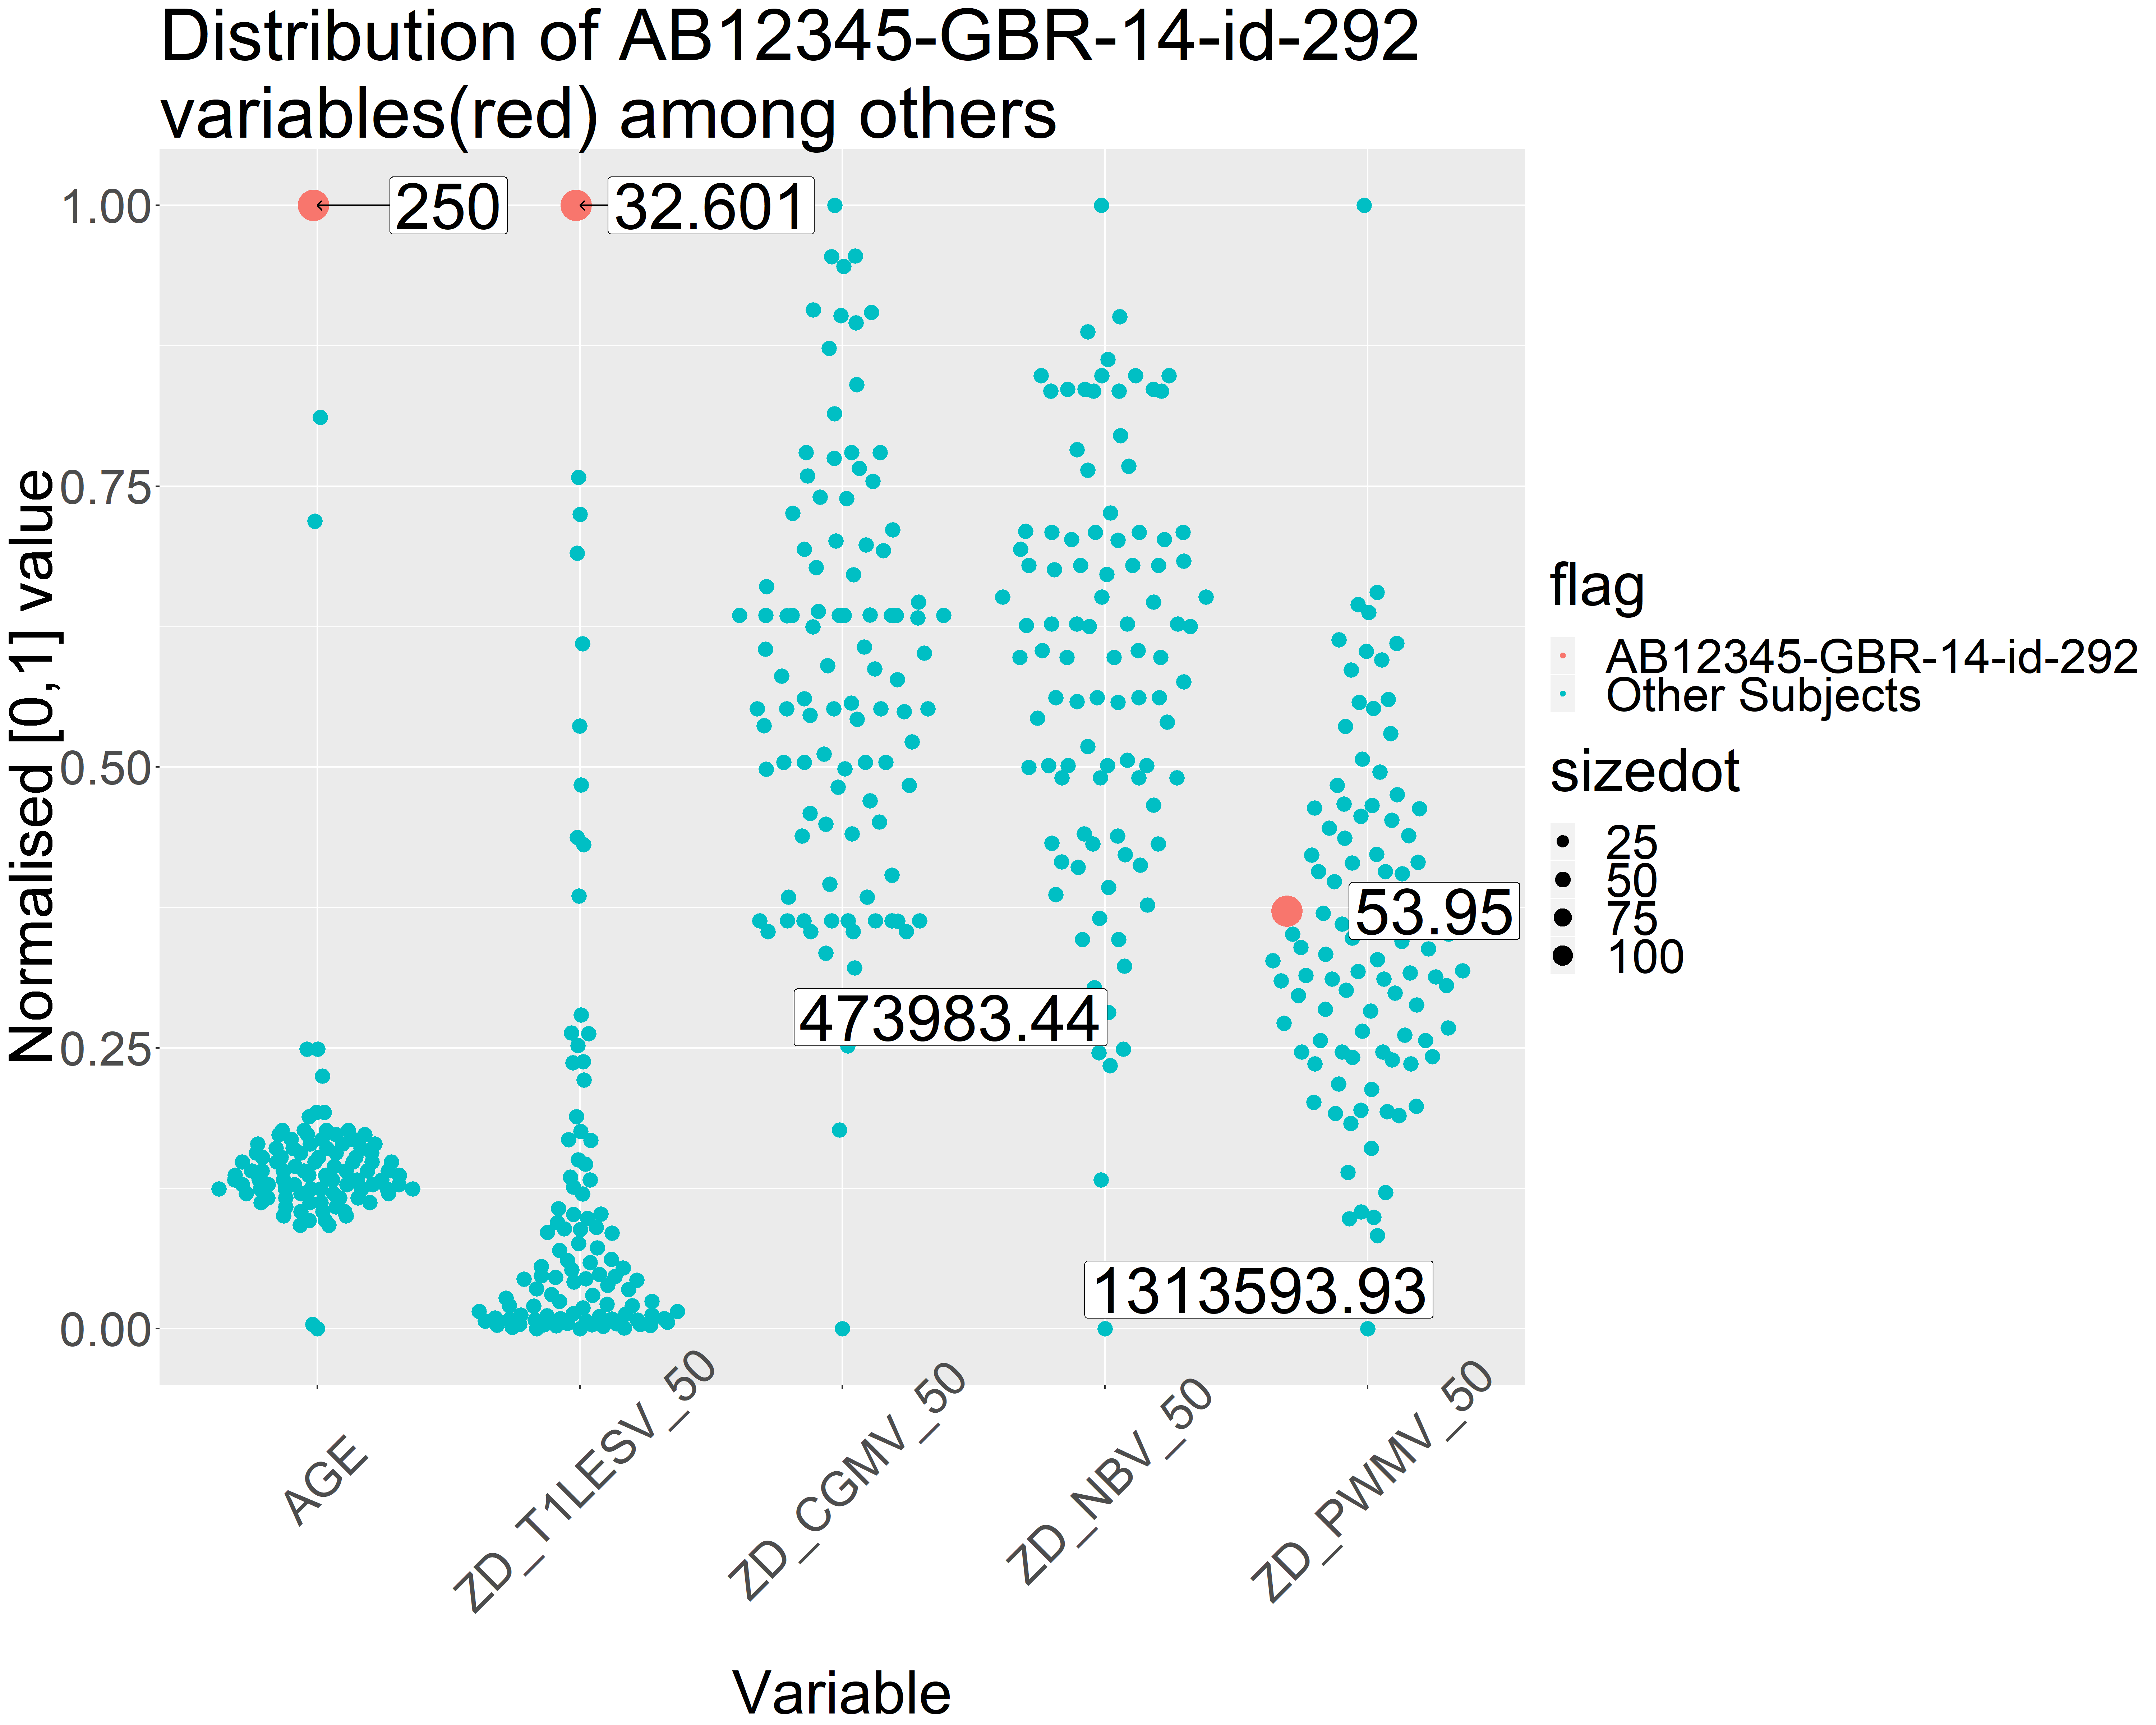 Distribution of AB12345-GBR-14-id-292
variables(red) among others
Normalised [0,1] value
1.00
0.75
0.50
0.25
0.00
250
32.601
473983.44
1313593.93
53.95
AGE
ZD_T1LESV_50
ZD_CGMV_50
ZD_NBV_50
ZD_PWMV_50
Variable
flag
AB12345-GBR-14-id-292
Other Subjects
sizedot
25
50
75
100